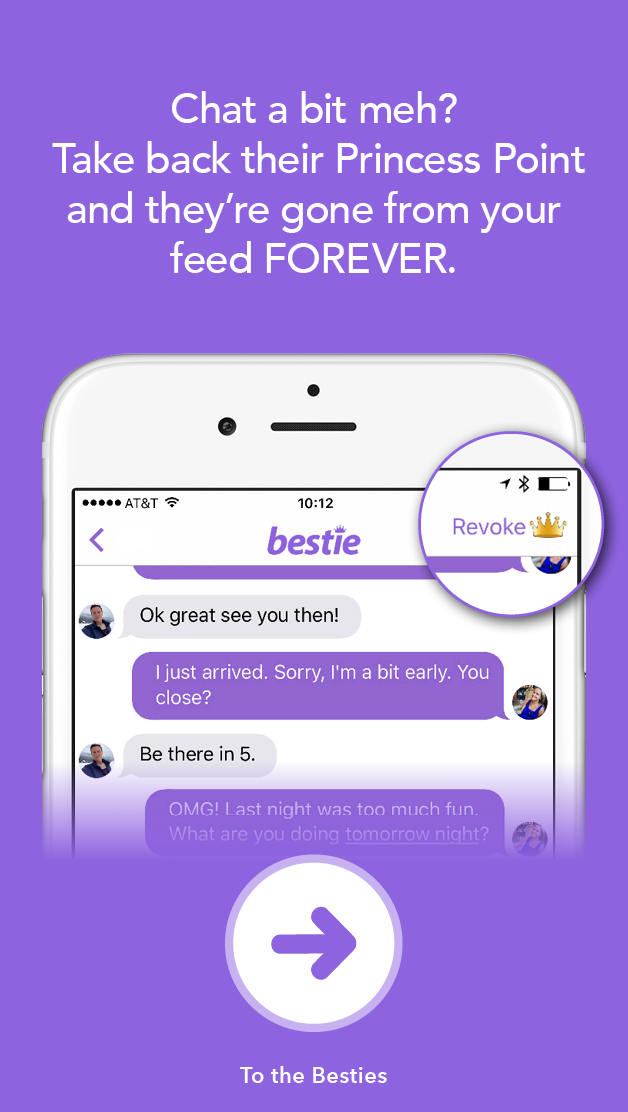 Chat a bit meh?
Take back their Princess Point
and they're gone from your
feed FOREVER.
AT&T
10:12
bestie
Revoke
Ok great see you then!
I just arrived. Sorry, I'm a bit early. You
close?
Be there in 5.
OMG! Last night was too much fun.
What are you doing tomorrow night?
To the Besties